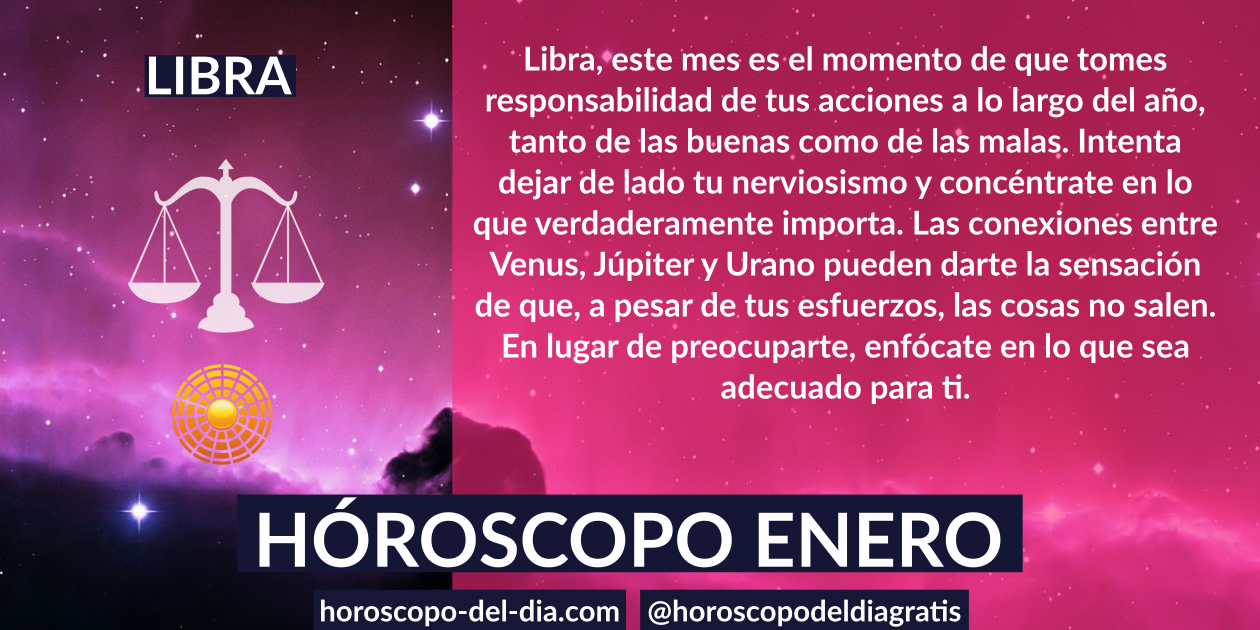 LIBRA
Libra, este mes es el momento de que tomes
responsabilidad de tus acciones a lo largo del año,
tanto de las buenas como de las malas. Intenta
dejar de lado tu nerviosismo y concéntrate en lo
que verdaderamente importa. Las conexiones entre
Venus, Júpiter y Urano pueden darte la sensación
de que, a pesar de tus esfuerzos, las cosas no salen.
En lugar de preocuparte, enfócate en lo que sea
adecuado para ti.
HÓROSCOPO ENERO
horoscopo-del-dia.com
@horoscopodeldiagratis